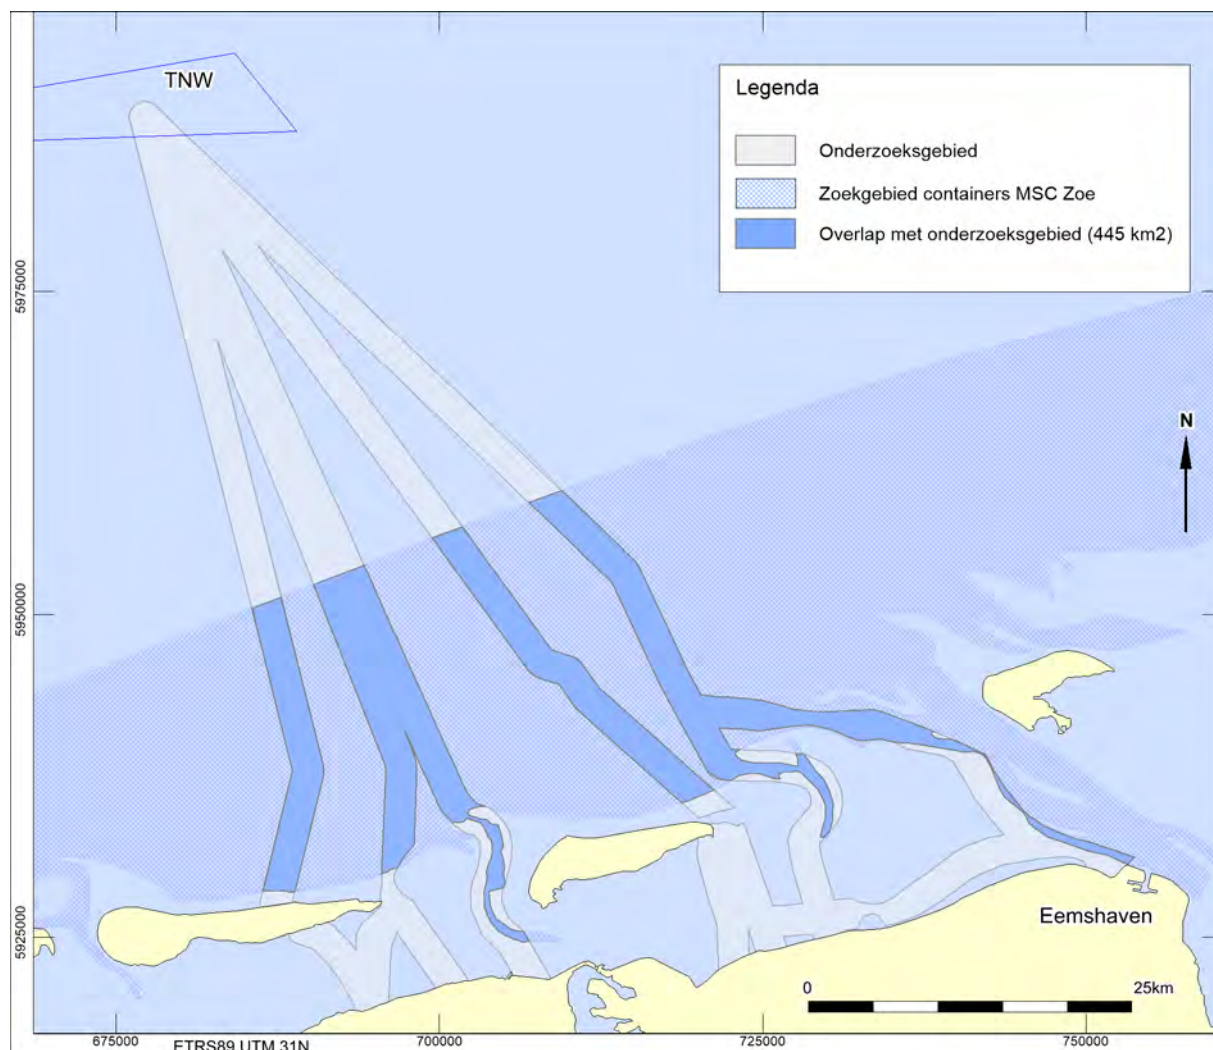 TNW
Legenda
Onderzoeksgebied
Zoekgebied containers MSC Zoe
Overlap met onderzoeksgebied (445 km2)
5975000
N
5950000
5925000
Eemshaven
0 25km
675000 700000 725000 750000
ETRS89 UTM 31N